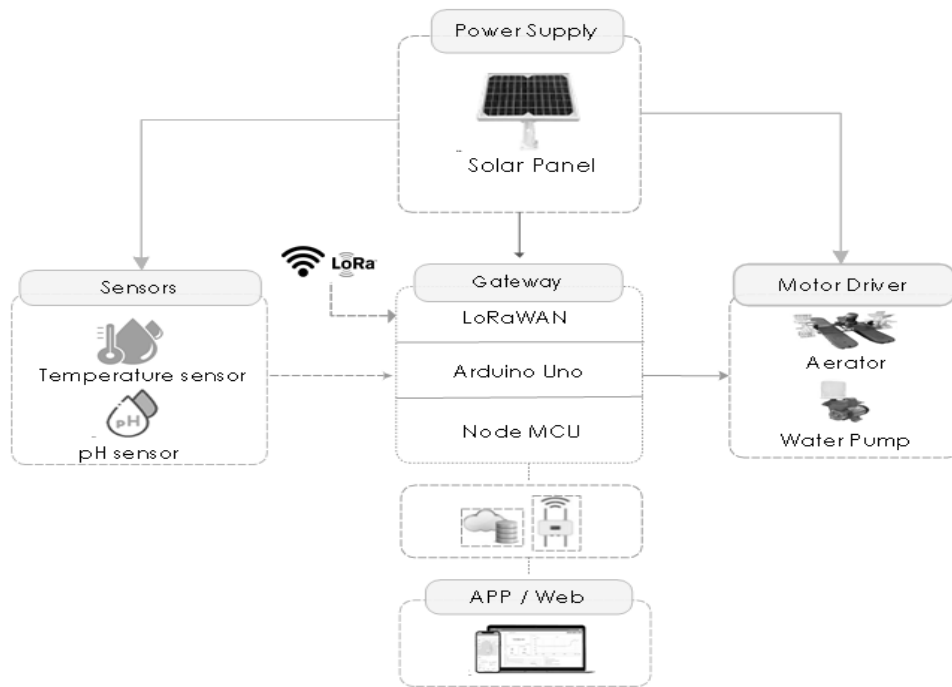 Power Supply
Solar Panel
LoRa
Sensors
Gateway
Motor Driver
LoRaWAN
Temperature sensor
Arduino Uno
Aerator
pH
pH sensor
Node MCU
Water Pump
APP / Web